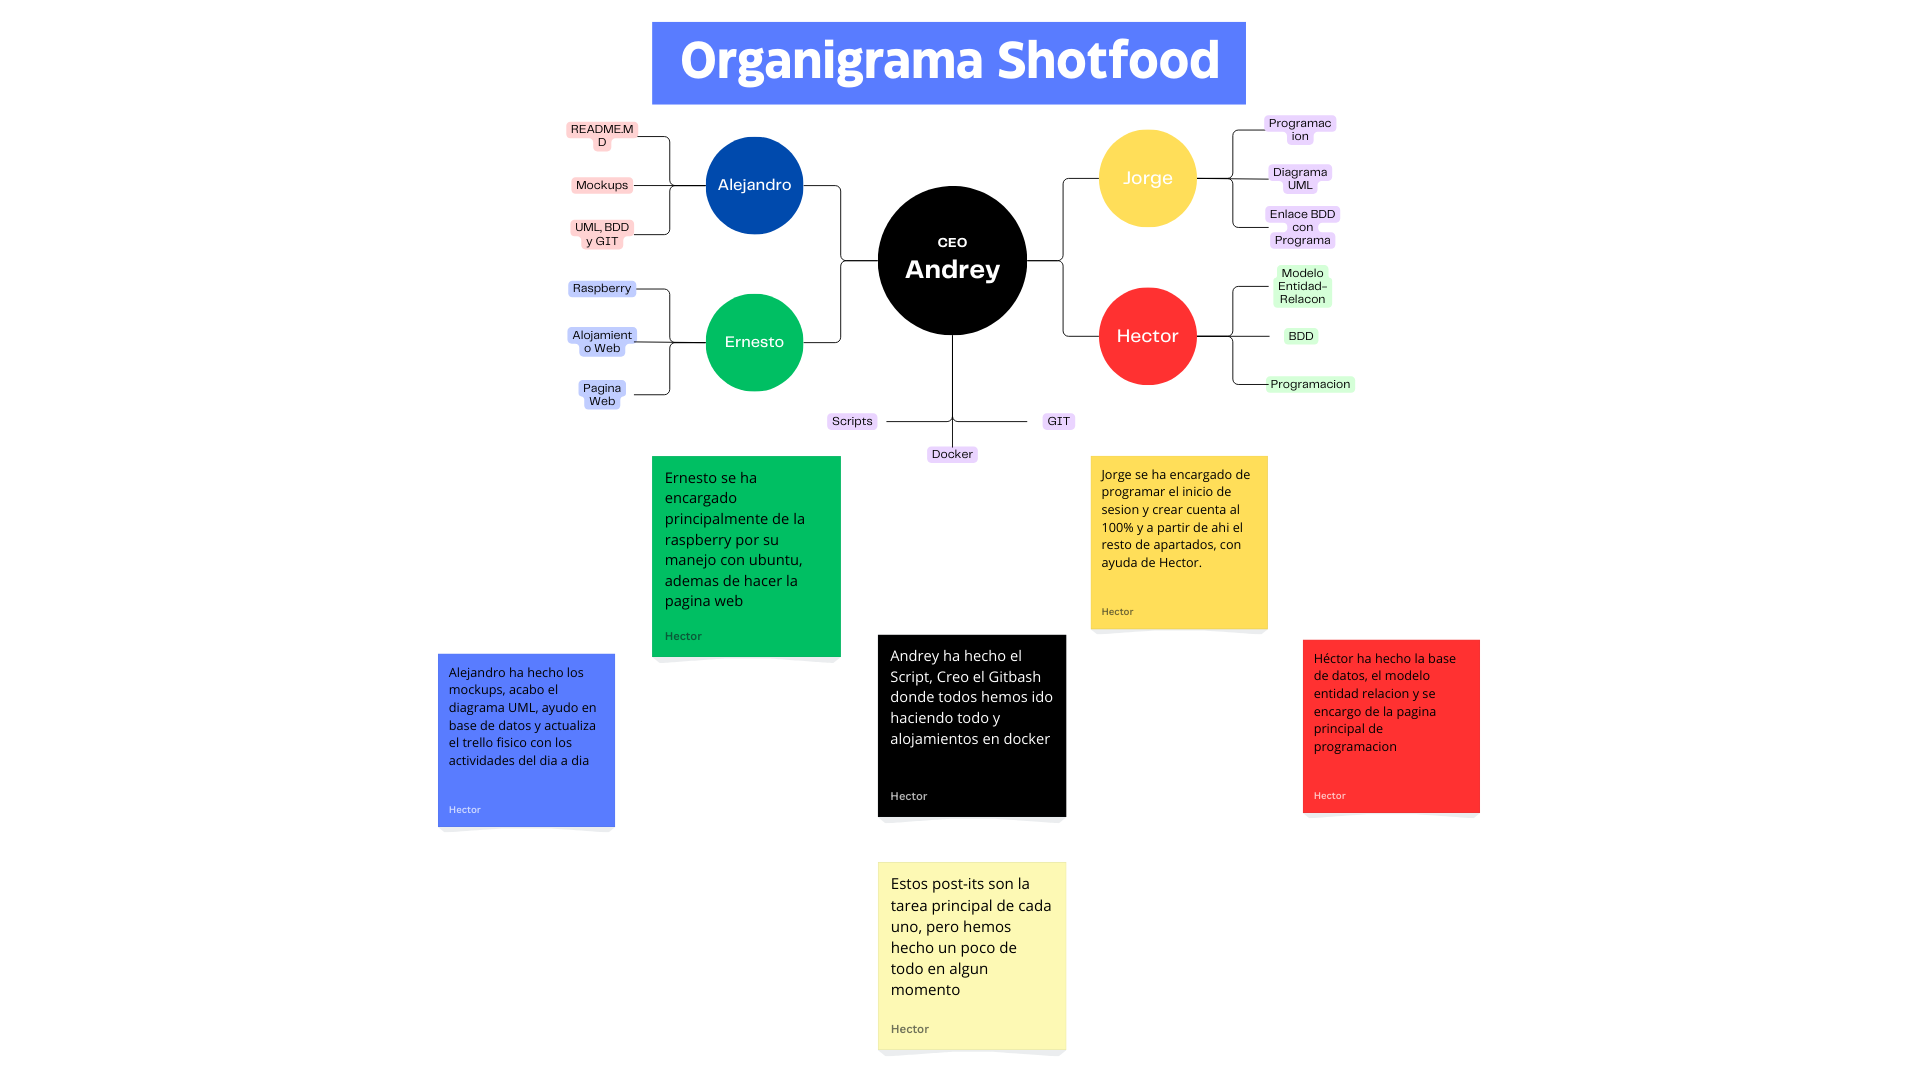 Organigrama Shotfood
README.M
D
Mockups
UML, BDD
y GIT
Alejandro
Raspberry
Alojamient
o Web
Pagina
Web
Ernesto
CEO
Andrey
Scripts
Docker
GIT
Jorge
Programac
ion
Diagrama
UML
Enlace BDD
con
Programa
Hector
Modelo
Entidad-
Relacon
BDD
Programacion
Ernesto se ha
encargado
principalmente de la
raspberry por su
manejo con ubuntu,
ademas de hacer la
pagina web
Hector
Jorge se ha encargado de
programar el inicio de
sesion y crear cuenta al
100% y a partir de ahi el
resto de apartados, con
ayuda de Hector.
Hector
Alejandro ha hecho los
mockups, acabo el
diagrama UML, ayudo en
base de datos y actualiza
el trello fisico con los
actividades del dia a dia
Hector
Andrey ha hecho el
Script, Creo el Gitbash
donde todos hemos ido
haciendo todo y
alojamientos en docker
Hector
Héctor ha hecho la base
de datos, el modelo
entidad relacion y se
encargo de la pagina
principal de
programacion
Hector
Estos post-its son la
tarea principal de cada
uno, pero hemos
hecho un poco de
todo en algun
momento
Hector